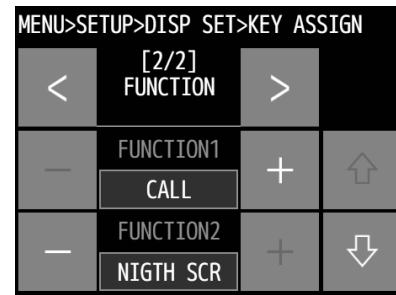 MENU>SETUP>DISP SET>KEY ASSIGN
[2/2]
< FUNCTION >
FUNCTION1
− CALL +
FUNCTION2
− NIGTH SCR +